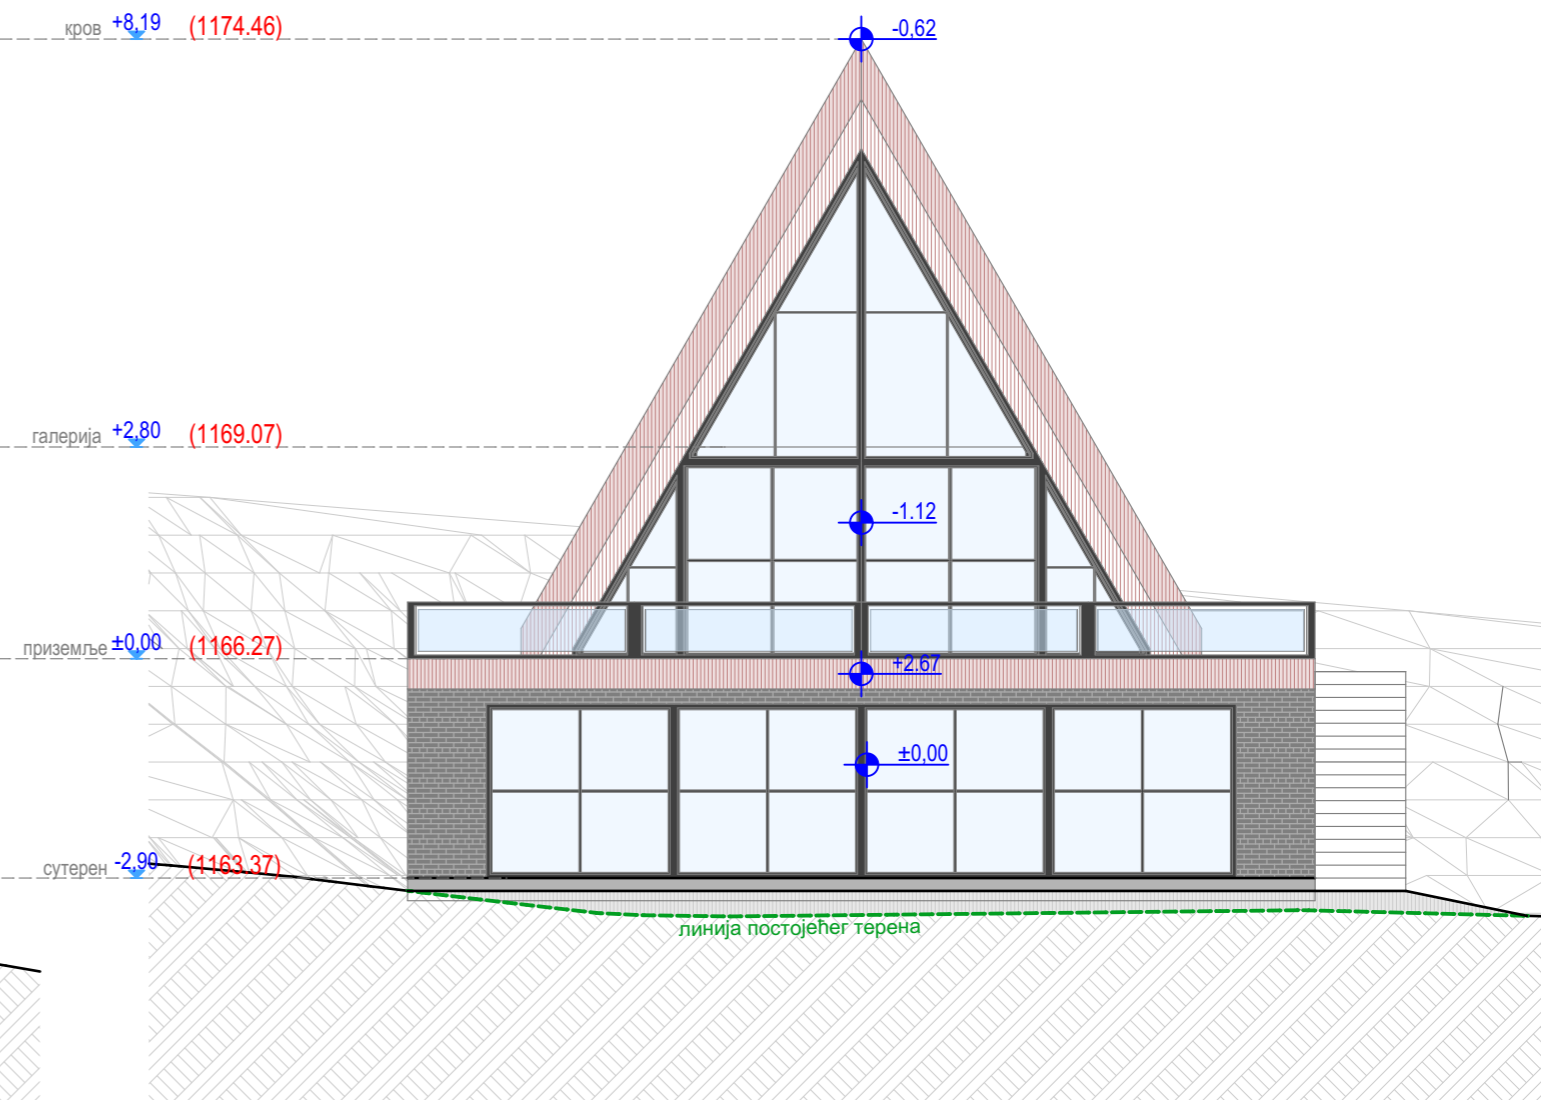 кров +8,19 (1174.46)
-0,62
галерија +2,80 (1169.07)
-1.12
приземље ±0,00 (1166.27)
+2.67
±0,00
сутерен -2,90 (1163.37)
линија постојећег терена